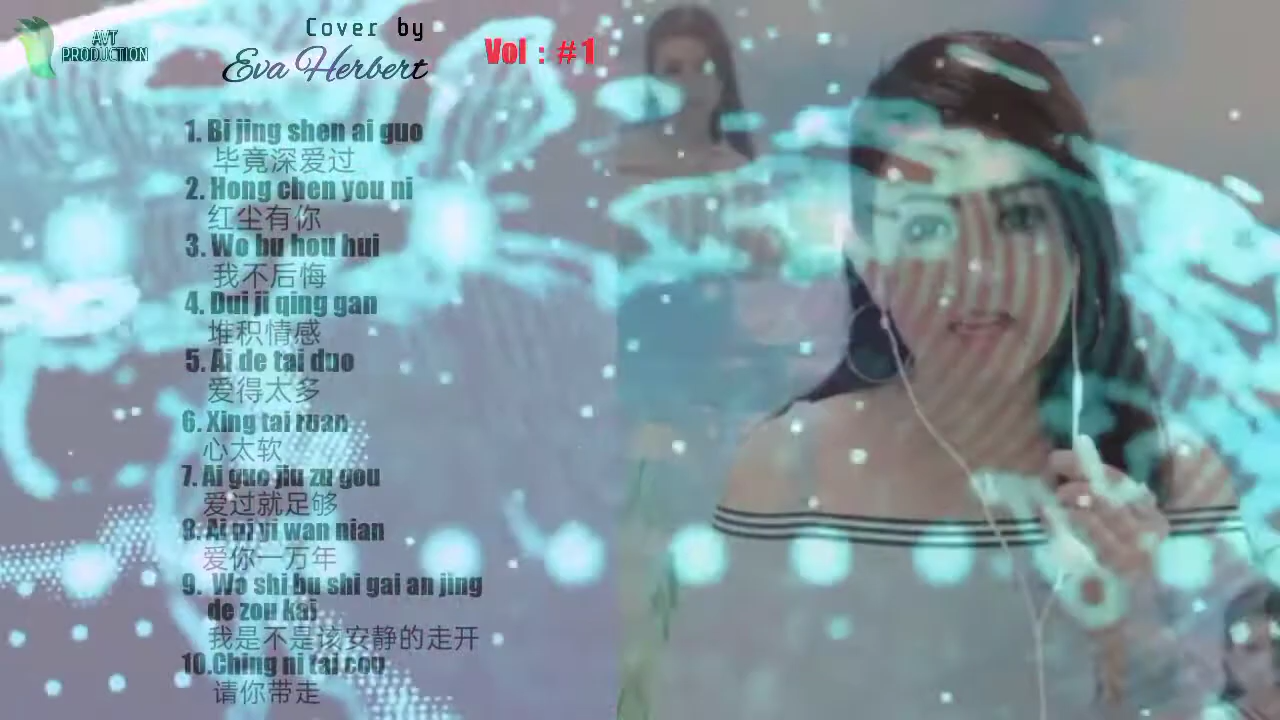 AVT
PRODUCTION
Cover by
Eva Herbert
Vol : #1
1. Bi jing shen ai guo
毕竟深爱过
2. Hong chen you ni
红尘有你
3. Wo bu hou hui
我不后悔
4. Dui ji qing gan
堆积情感
5. Ai de tai duo
爱得太多
6. Xing tai ruan
心太软
7. Ai guo jiu zu gou
爱过就足够
8. Ai ni yi wan nian
爱你一万年
9. Wo shi bu shi gai an jing
de zou kai
我是不是该安静的走开
10.Ching ni tai cou
请你带走